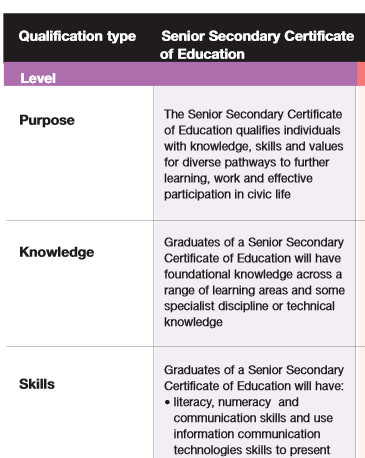 Qualification type
Senior Secondary Certificate
of Education
Level
Purpose
The Senior Secondary Certificate
of Education qualifies individuals
with knowledge, skills and values
for diverse pathways to further
learning, work and effective
participation in civic life
Knowledge
Graduates of a Senior Secondary
Certificate of Education will have
foundational knowledge across a
range of learning areas and some
specialist discipline or technical
knowledge
Skills
Graduates of a Senior Secondary
Certificate of Education will have:
• literacy, numeracy and
communication skills and use
information communication
technologies skills to present